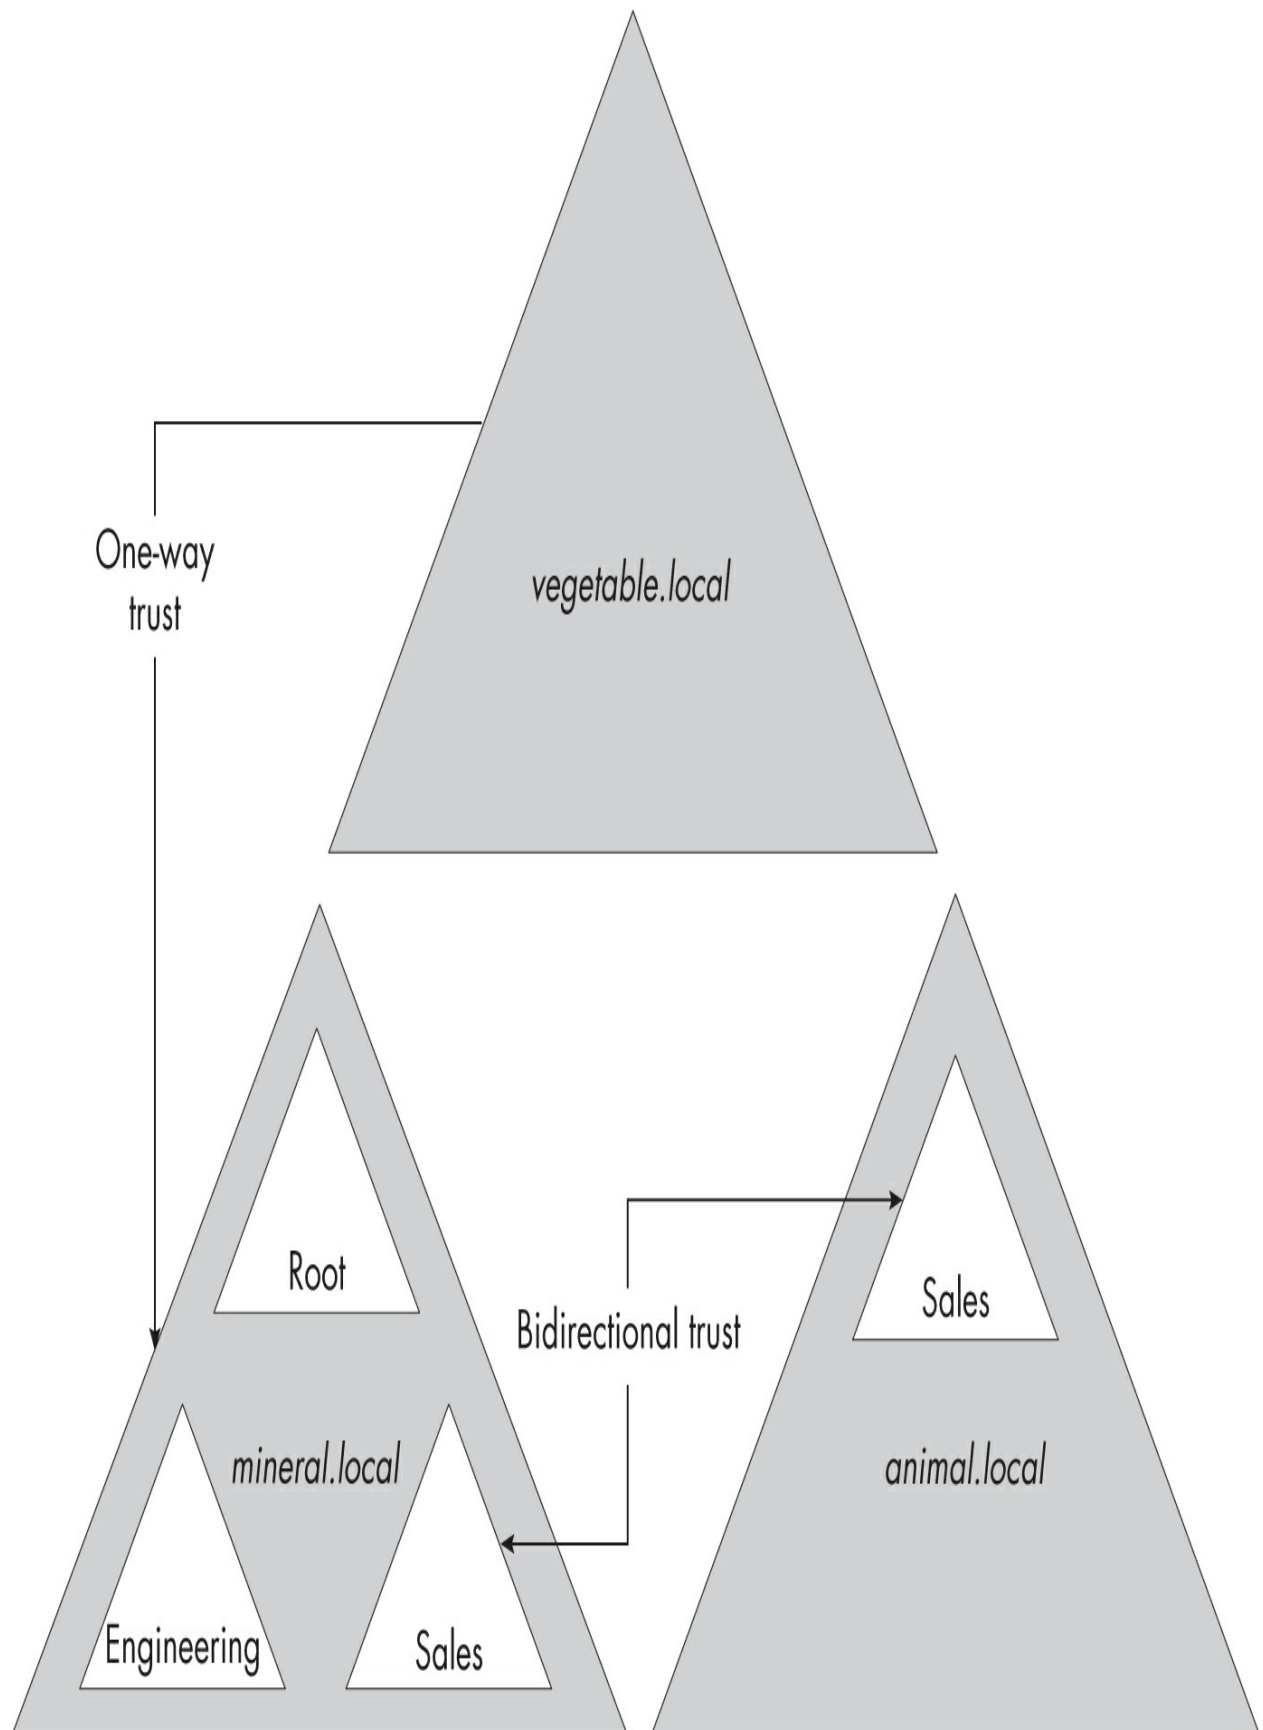 vegetable.local
One-way
trust
Root
Sales
Bidirectional trust
mineral.local
animal.local
Engineering
Sales